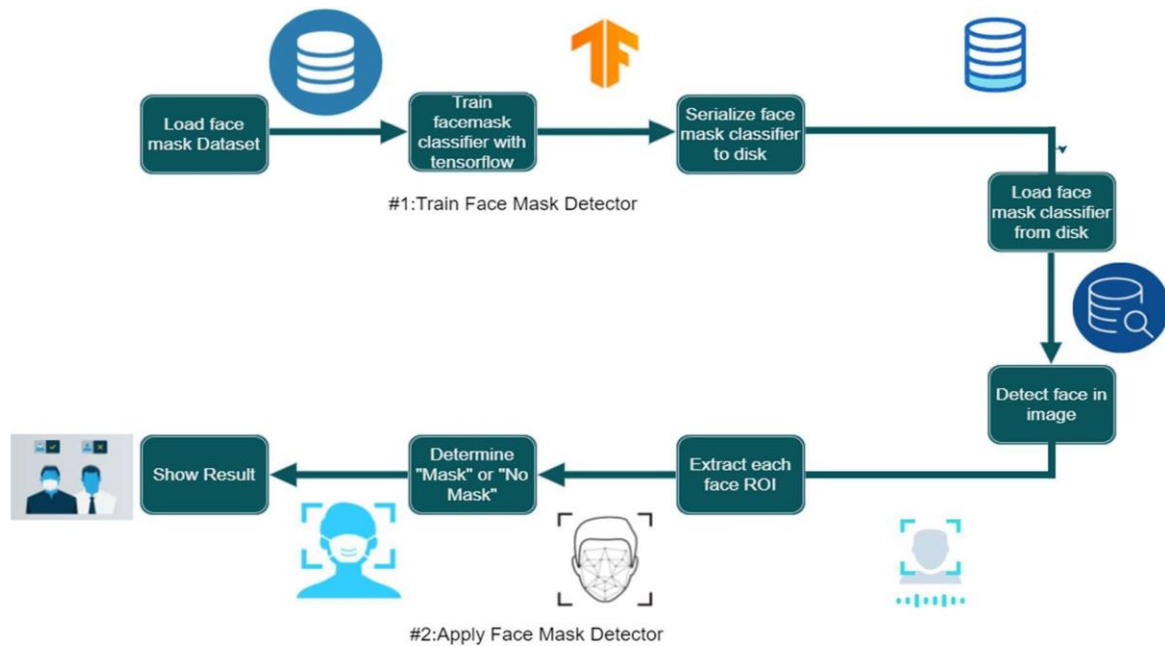 Load face
mask Dataset
Train
facemask
classifier with
tensorflow
Serialize face
mask classifier
to disk
#1:Train Face Mask Detector
Load face
mask classifier
from disk
Detect face in
image
Extract each
face ROI
Determine
"Mask" or "No
Mask"
Show Result
#2:Apply Face Mask Detector